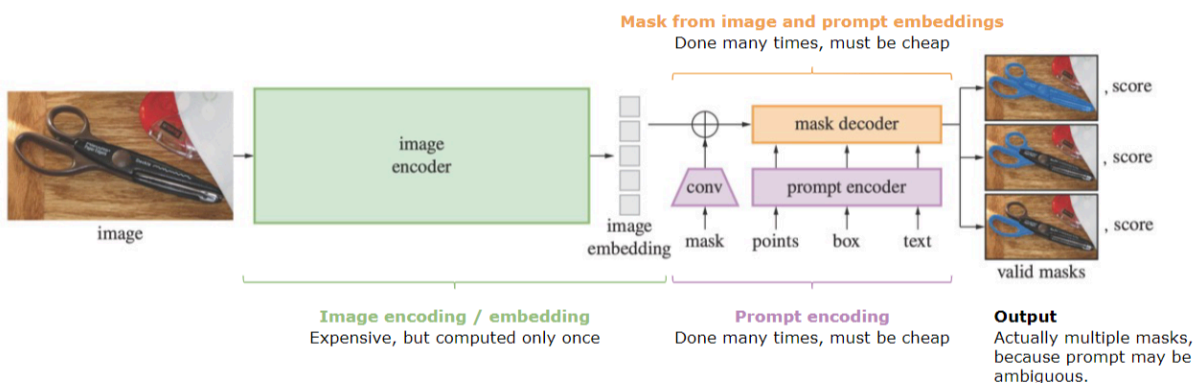 Mask from image and prompt embeddings
Done many times, must be cheap
, score
image
encoder
mask decoder
, score
conv
prompt encoder
, score
image
image
embedding
mask
points
box
text
valid masks
Image encoding / embedding
Expensive, but computed only once
Prompt encoding
Done many times, must be cheap
Output
Actually multiple masks,
because prompt may be
ambiguous.